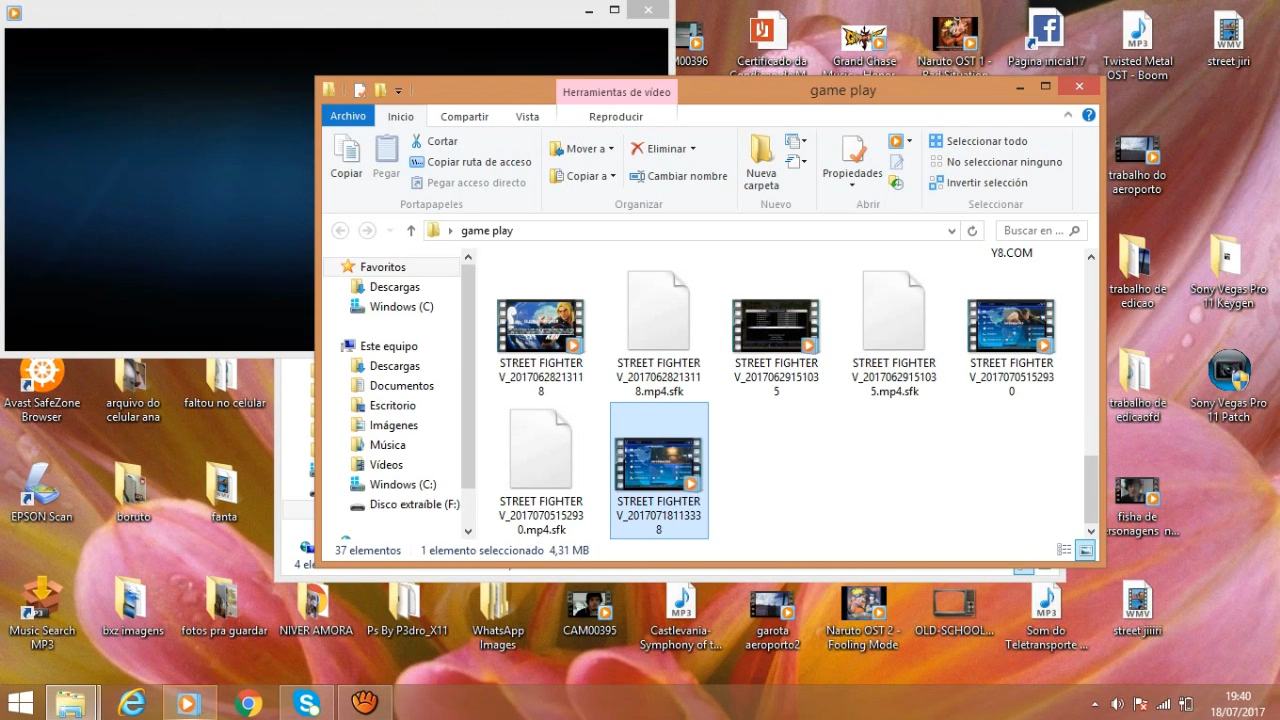 M00396
Certificado da
Grand Chase
Naruto OST 1 -
Página inicial17
Twisted Metal
OST - Boom
street jiri
Herramientas de vídeo
game play
Archivo
Inicio
Compartir
Vista
Reproducir
Copiar
Pegar
Cortar
Copiar ruta de acceso
Pegar acceso directo
Portapapeles
Mover a
Copiar a
Eliminar
Cambiar nombre
Organizar
Nueva
carpeta
Nuevo
Propiedades
Abrir
Seleccionar todo
No seleccionar ninguno
Invertir selección
Seleccionar
game play
Buscar en ...
Favoritos
Descargas
Windows (C)
Este equipo
Descargas
Documentos
Escritorio
Imágenes
Música
Vídeos
Windows (C:)
Disco extraíble (F:)
Y8.COM
STREET FIGHTER
V_2017062821311
8
STREET FIGHTER
V_2017062821311
8.mp4.sfk
STREET FIGHTER
V_2017062915103
5
STREET FIGHTER
V_2017062915103
5.mp4.sfk
STREET FIGHTER
V_2017070515293
0
STREET FIGHTER
V_2017070515293
0.mp4.sfk
STREET FIGHTER
V_2017071811333
8
37 elementos
1 elemento seleccionado 4,31 MB
4 ele
trabalho do
aeroporto
trabalho de
edicao
Sony Vegas Pro
11 Keygen
trabalho de
edicaofd
Sony Vegas Pro
11 Patch
fisha de
Avast SafeZone
Browser
arquivo do
celular ana
faltou no celular
EPSON Scan
boruto
fanta
Music Search
MP3
bxz imagens
fotos pra guardar
NIVER AMORA
Ps By P3dro_X11
WhatsApp
Images
CAM00395
Castlevania-
Symphony of t...
garota
aeroporto2
Naruto OST 2 -
Fooling Mode
OLD-SCHOOL...
Som do
Teletransporte ...
street jiiiri
19:40
18/07/2017